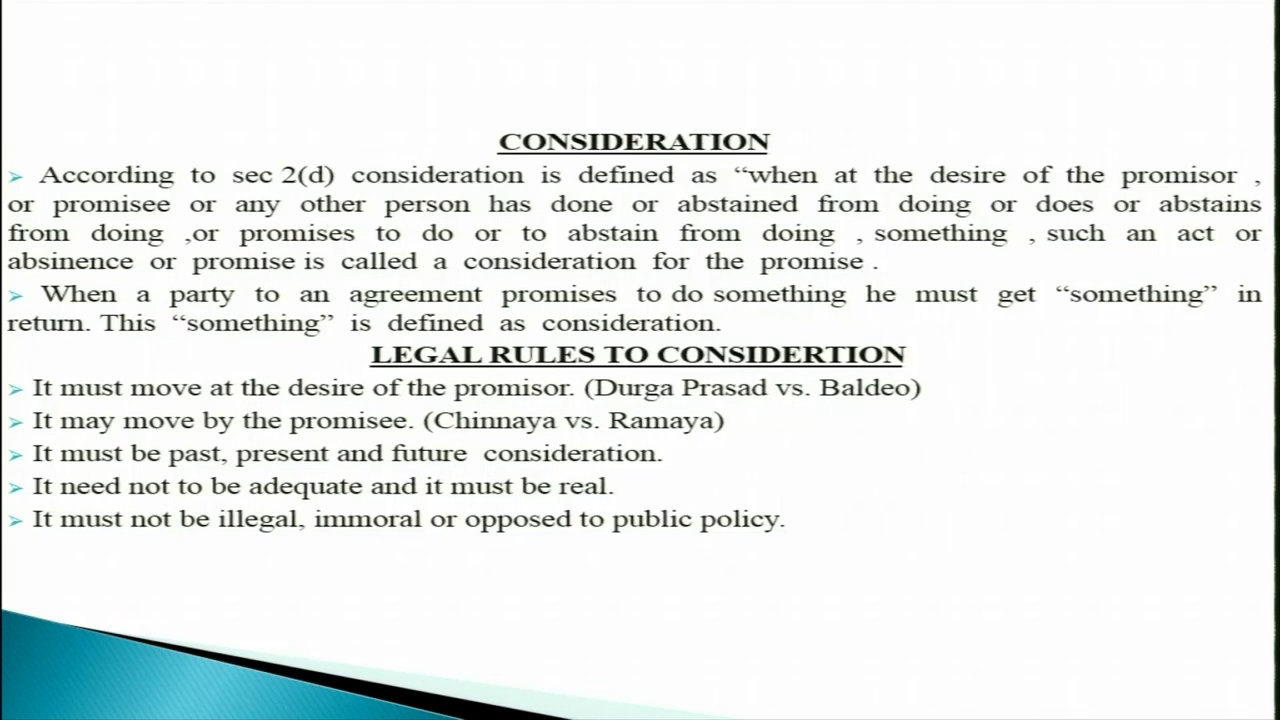 CONSIDERATION
➢ According to sec 2(d) consideration is defined as “when at the desire of the promisor ,
or promisee or any other person has done or abstained from doing or does or abstains
from doing ,or promises to do or to abstain from doing , something , such an act or
absinence or promise is called a consideration for the promise .
➢ When a party to an agreement promises to do something he must get “something” in
return. This “something” is defined as consideration.
LEGAL RULES TO CONSIDERTION
➢ It must move at the desire of the promisor. (Durga Prasad vs. Baldeo)
➢ It may move by the promisee. (Chinnaya vs. Ramaya)
➢ It must be past, present and future consideration.
➢ It need not to be adequate and it must be real.
➢ It must not be illegal, immoral or opposed to public policy.